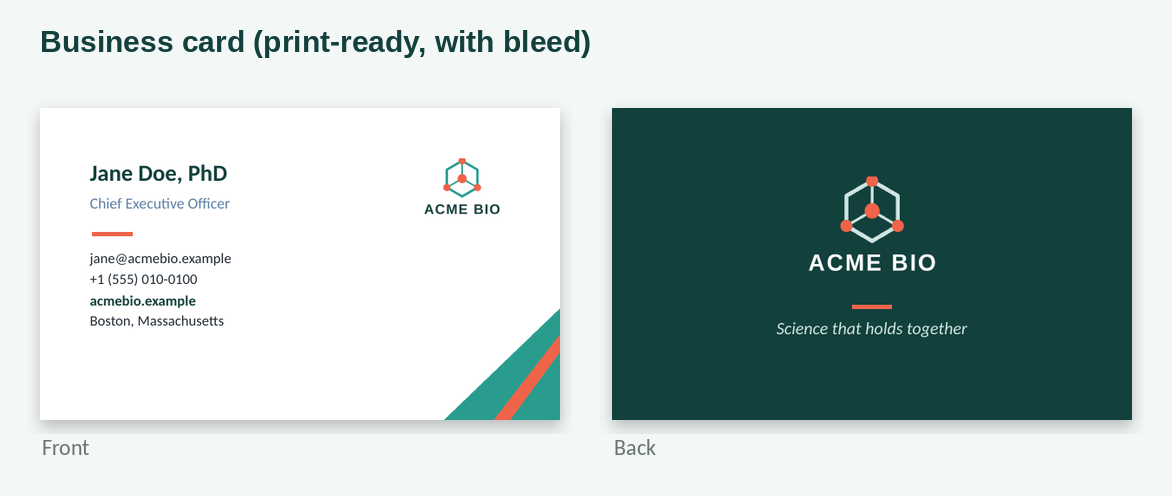 Business card (print-ready, with bleed)
Jane Doe, PhD
Chief Executive Officer
jane@acmebio.example
+1 (555) 010-0100
acmebio.example
Boston, Massachusetts
ACME BIO
Front
ACME BIO
Science that holds together
Back